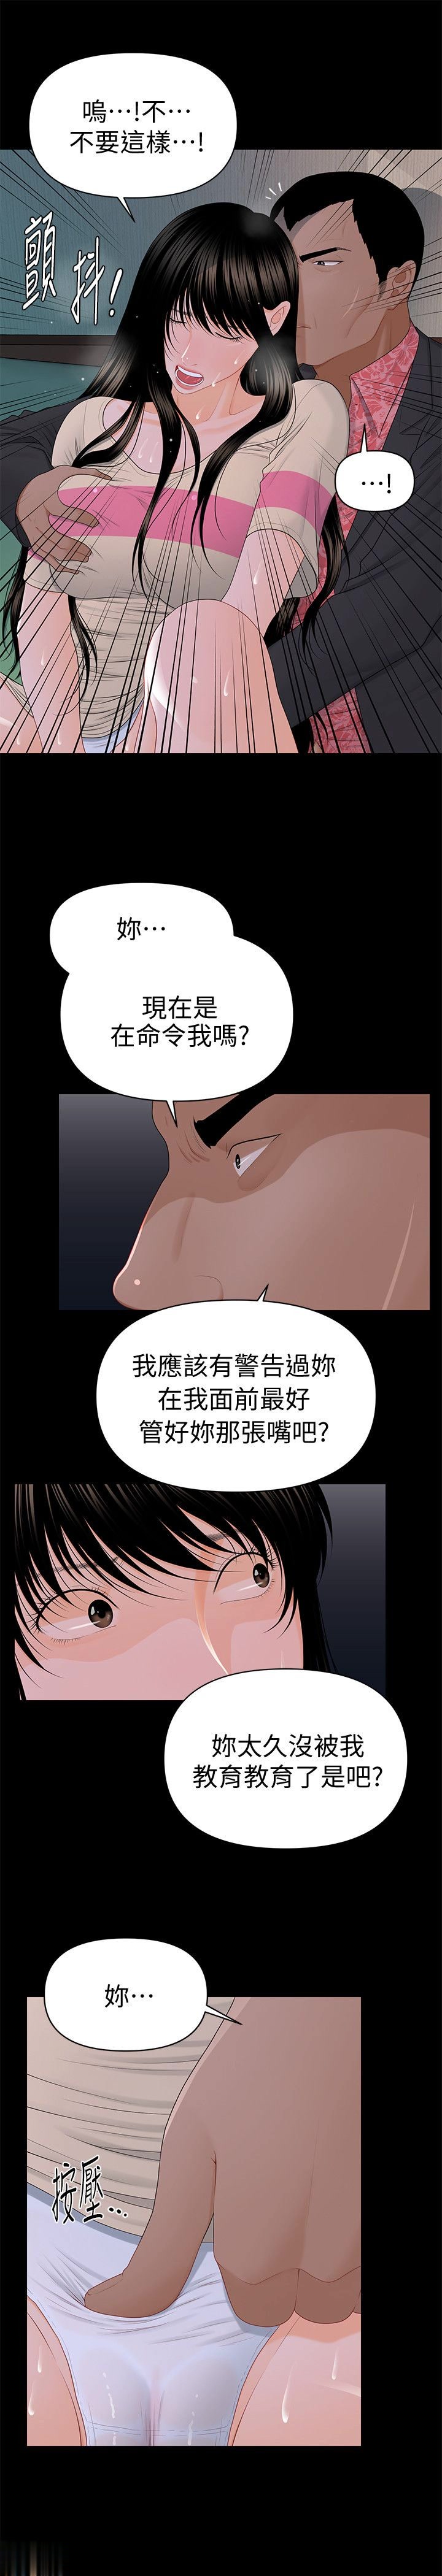 嗚⋯!不⋯
不要這樣⋯!
顫抖!
⋯!
妳⋯
現在是
在命令我嗎?
我應該有警告過妳
在我面前最好
管好妳那張嘴吧?
妳太久沒被我
教育教育了是吧?
妳⋯
按壓⋯